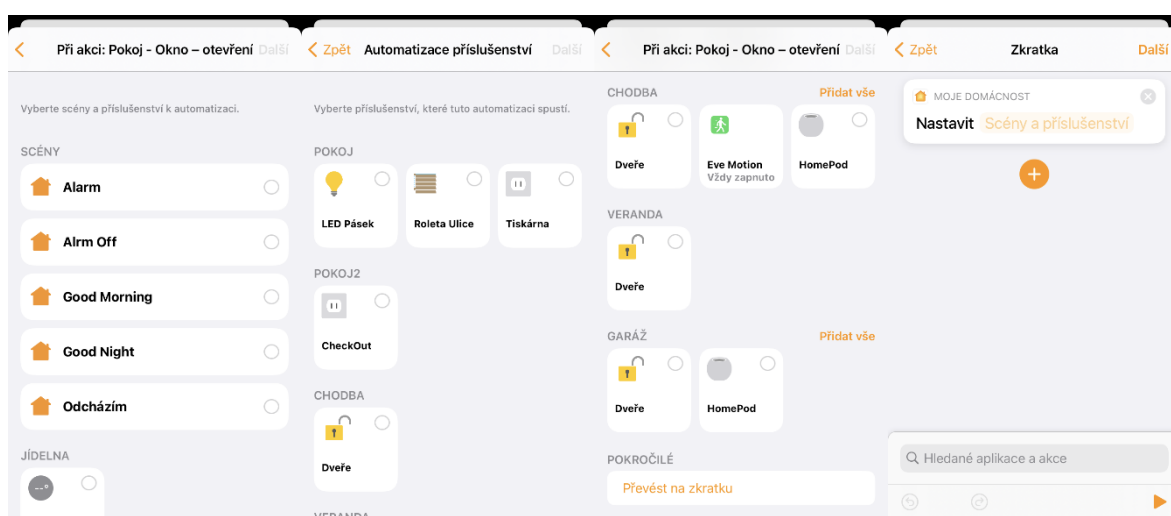 Při akci: Pokoj - Okno – otevření Další
Vyberte scény a příslušenství k automatizaci.
SCÉNY
Alarm
Alrm Off
Good Morning
Good Night
Odcházím
JÍDELNA
--°
Zpět Automatizace příslušenství Další
Vyberte příslušenství, které tuto automatizaci spustí.
POKOJ
LED Pásek Roleta Ulice Tiskárna
POKOJ2
CheckOut
CHODBA
Dveře
VERANDA
Při akci: Pokoj - Okno – otevření Další
CHODBA Přidat vše
Dveře Eve Motion HomePod
Vždy zapnuto
VERANDA
Dveře
GARÁŽ Přidat vše
Dveře HomePod
POKROČILÉ
Převést na zkratku
Zpět Zkratka Další
MOJE DOMÁCNOST
Nastavit Scény a příslušenství
Hledané aplikace a akce